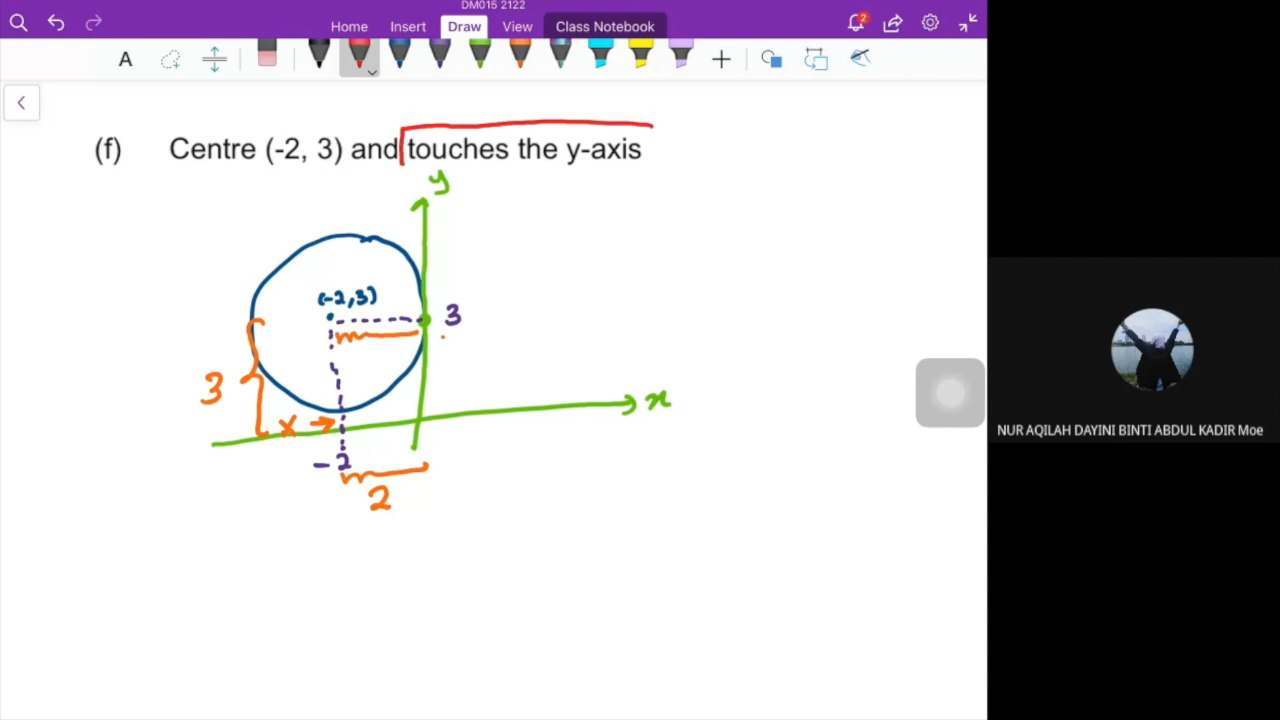 DM015 2122
Home Insert Draw View Class Notebook
2
A
(f) Centre (-2, 3) and touches the y-axis
y
(-2,3)
3
3
x
x
-2
2
NUR AQILAH DAYINI BINTI ABDUL KADIR Moe